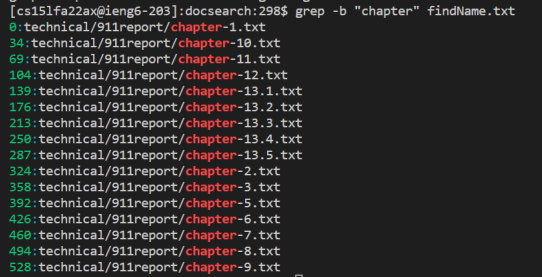 [cs15lfa22ax@ieng6-203]:docsearch:298$ grep -b "chapter" findName.txt
0:technical/911report/chapter-1.txt
34:technical/911report/chapter-10.txt
69:technical/911report/chapter-11.txt
104:technical/911report/chapter-12.txt
139:technical/911report/chapter-13.1.txt
176:technical/911report/chapter-13.2.txt
213:technical/911report/chapter-13.3.txt
250:technical/911report/chapter-13.4.txt
287:technical/911report/chapter-13.5.txt
324:technical/911report/chapter-2.txt
358:technical/911report/chapter-3.txt
392:technical/911report/chapter-5.txt
426:technical/911report/chapter-6.txt
460:technical/911report/chapter-7.txt
494:technical/911report/chapter-8.txt
528:technical/911report/chapter-9.txt